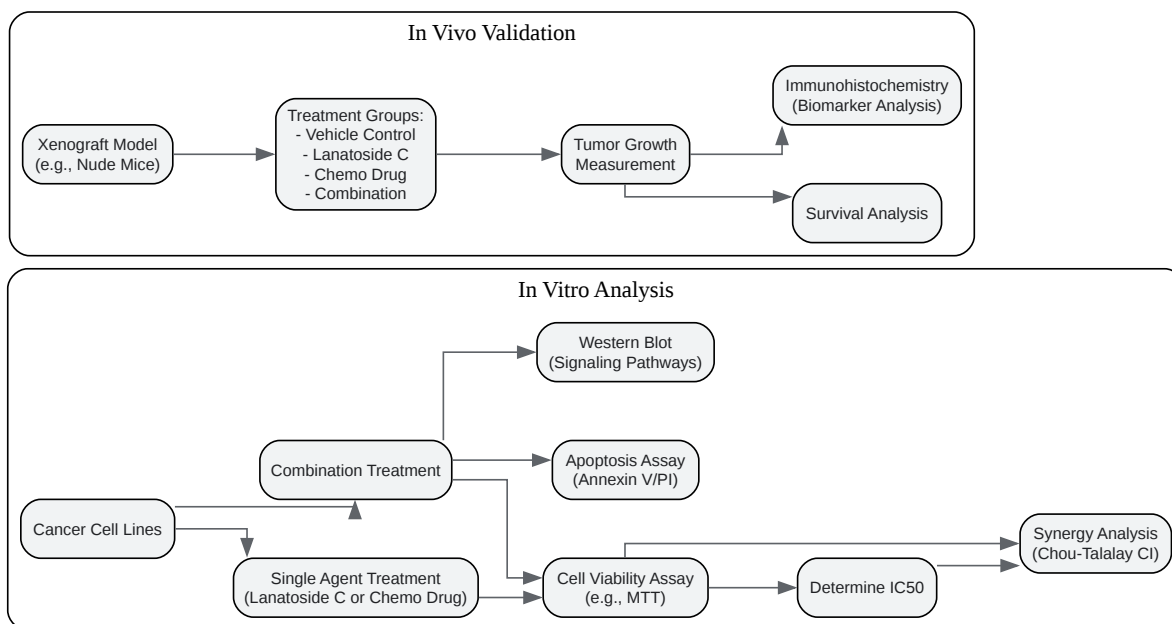 In Vivo Validation
Xenograft Model
(e.g., Nude Mice)
Treatment Groups:
- Vehicle Control
- Lanatoside C
- Chemo Drug
- Combination
Tumor Growth
Measurement
Immunohistochemistry
(Biomarker Analysis)
Survival Analysis
In Vitro Analysis
Western Blot
(Signaling Pathways)
Combination Treatment
Apoptosis Assay
(Annexin V/PI)
Cancer Cell Lines
Single Agent Treatment
(Lanatoside C or Chemo Drug)
Cell Viability Assay
(e.g., MTT)
Determine IC50
Synergy Analysis
(Chou-Talalay CI)